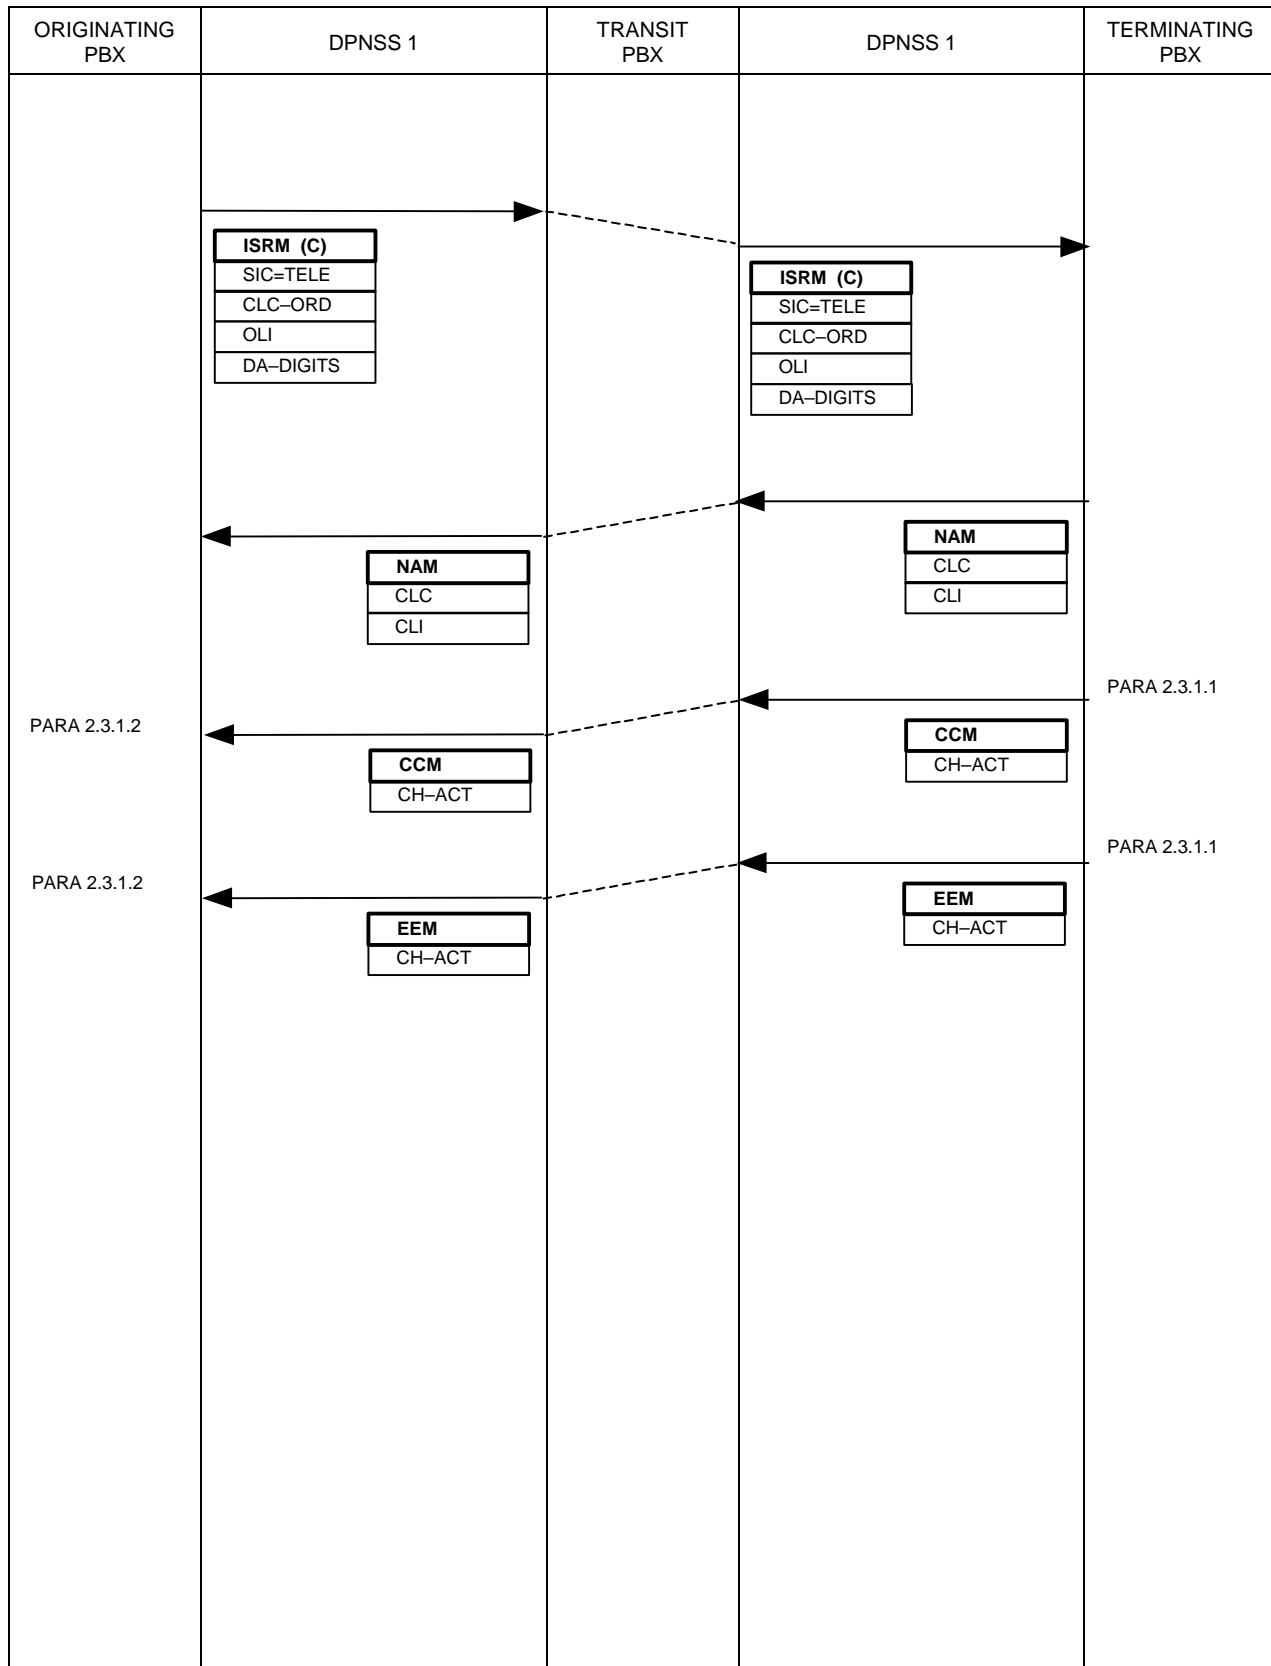 ORIGINATING
PBX
DPNSS 1
TRANSIT
PBX
DPNSS 1
TERMINATING
PBX
ISRM (C)
SIC=TELE
CLC–ORD
OLI
DA–DIGITS
ISRM (C)
SIC=TELE
CLC–ORD
OLI
DA–DIGITS
NAM
CLC
CLI
NAM
CLC
CLI
PARA 2.3.1.1
PARA 2.3.1.2
CCM
CH–ACT
CCM
CH–ACT
PARA 2.3.1.1
PARA 2.3.1.2
EEM
CH–ACT
EEM
CH–ACT